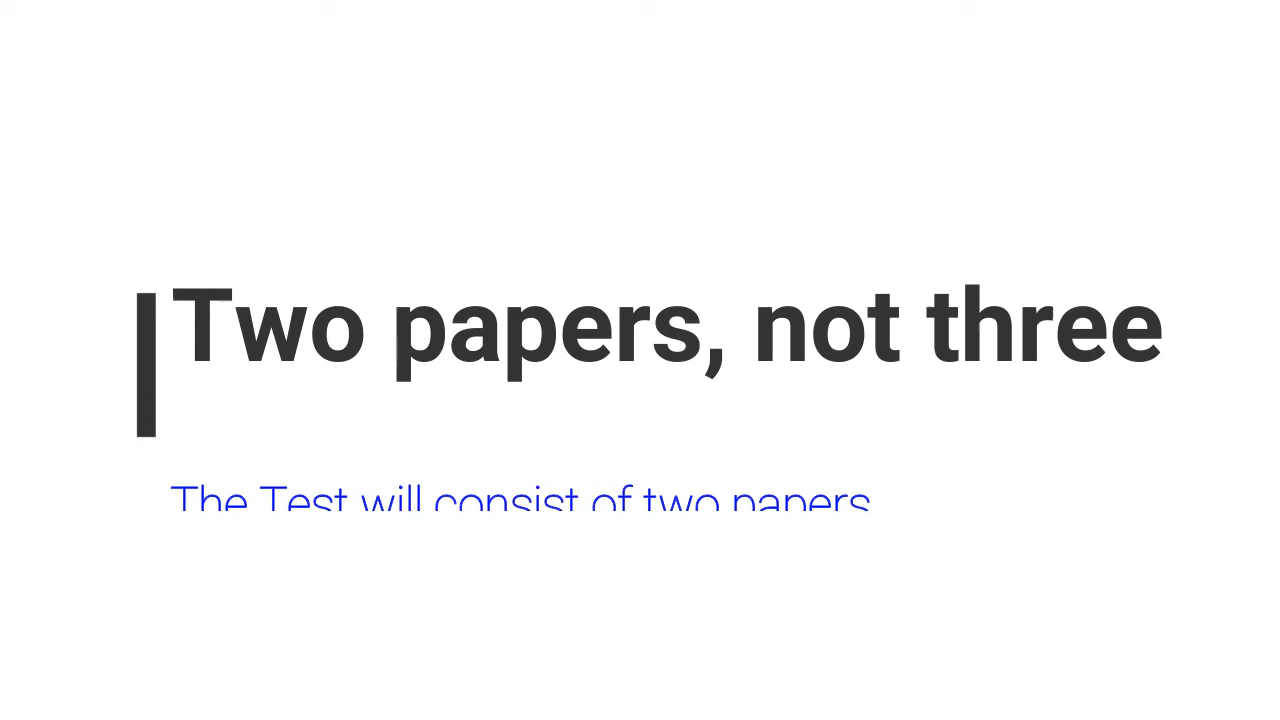 Two papers, not three
The Test will consist of two papers